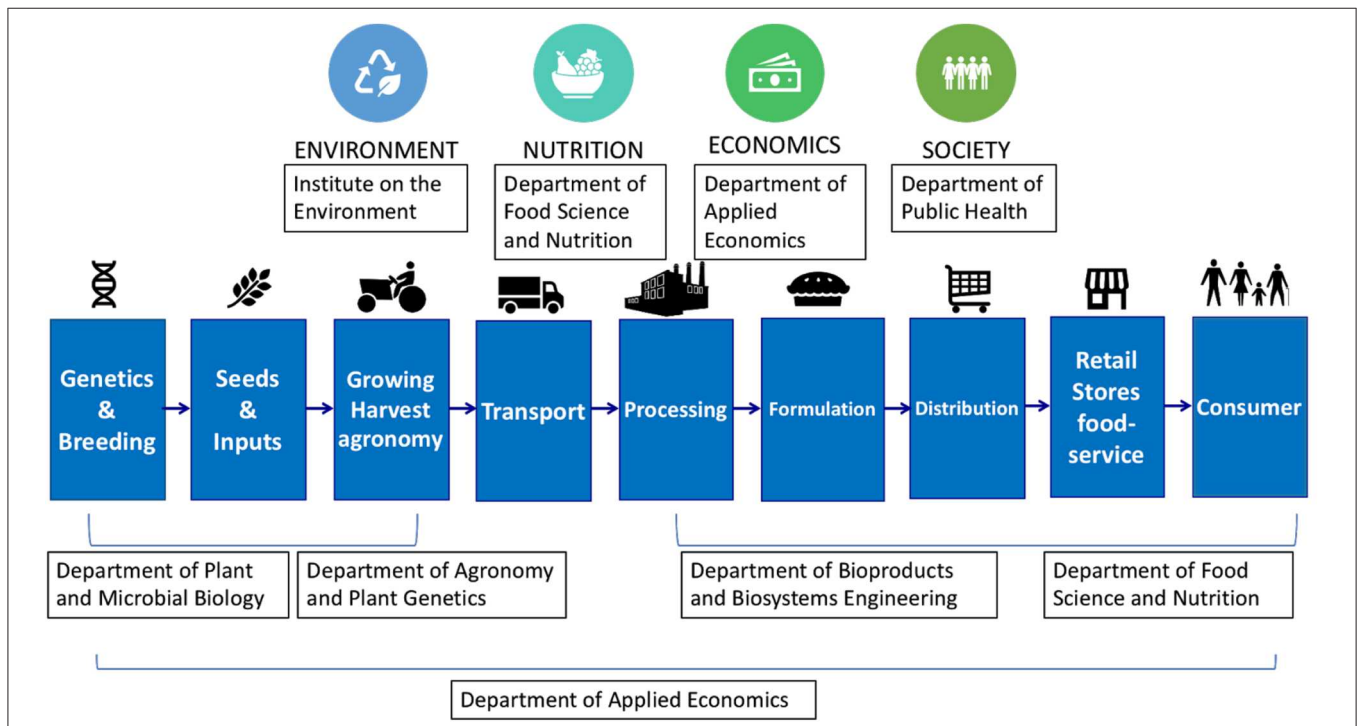 ENVIRONMENT
Institute on the
Environment
NUTRITION
Department of
Food Science
and Nutrition
ECONOMICS
Department of
Applied
Economics
SOCIETY
Department of
Public Health
Genetics
&
Breeding
Seeds
&
Inputs
Growing
Harvest
agronomy
Transport
Processing
Formulation
Distribution
Retail
Stores
food-
service
Consumer
Department of Plant
and Microbial Biology
Department of Agronomy
and Plant Genetics
Department of Bioproducts
and Biosystems Engineering
Department of Food
Science and Nutrition
Department of Applied Economics